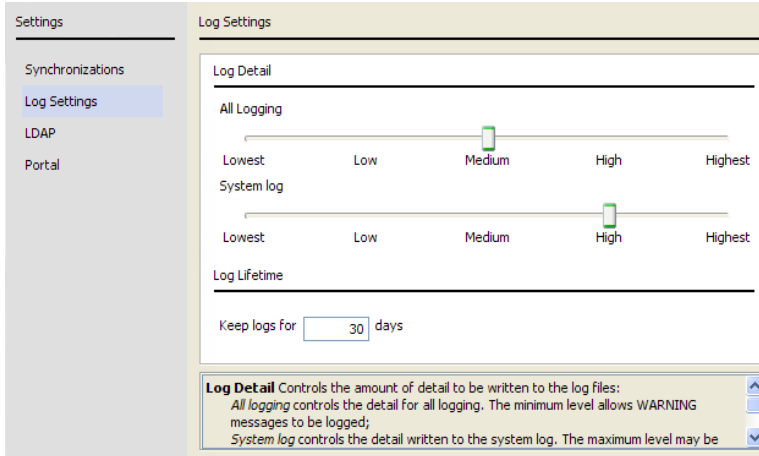 Settings
Synchronizations
Log Settings
LDAP
Portal
Log Settings
Log Detail
All Logging
Lowest Low Medium High Highest
System log
Lowest Low Medium High Highest
Log Lifetime
Keep logs for 30 days
Log Detail Controls the amount of detail to be written to the log files:
All logging controls the detail for all logging. The minimum level allows WARNING
messages to be logged;
System log controls the detail written to the system log. The maximum level may be